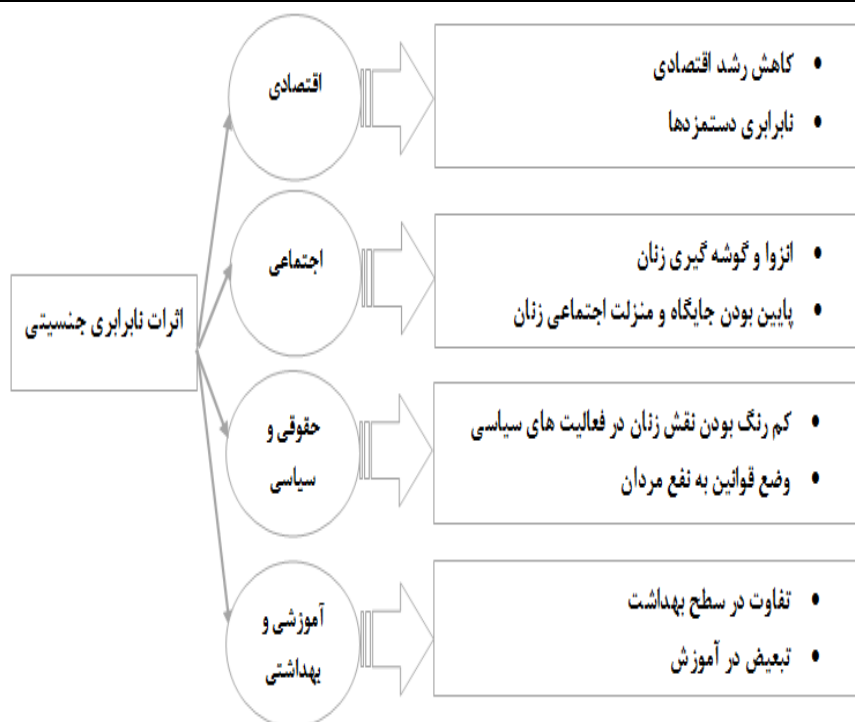 اثرات نابرابری جنسیتی
اقتصادی
• کاهش رشد اقتصادی
• نابرابری دستمزدها
اجتماعی
• انزوا و گوشه گیری زنان
• پایین بودن جایگاه و منزلت اجتماعی زنان
حقوقی و
سیاسی
• کم رنگ بودن نقش زنان در فعالیت های سیاسی
• وضع قوانین به نفع مردان
آموزشی و
بهداشتی
• تفاوت در سطح بهداشت
• تبعیض در آموزش